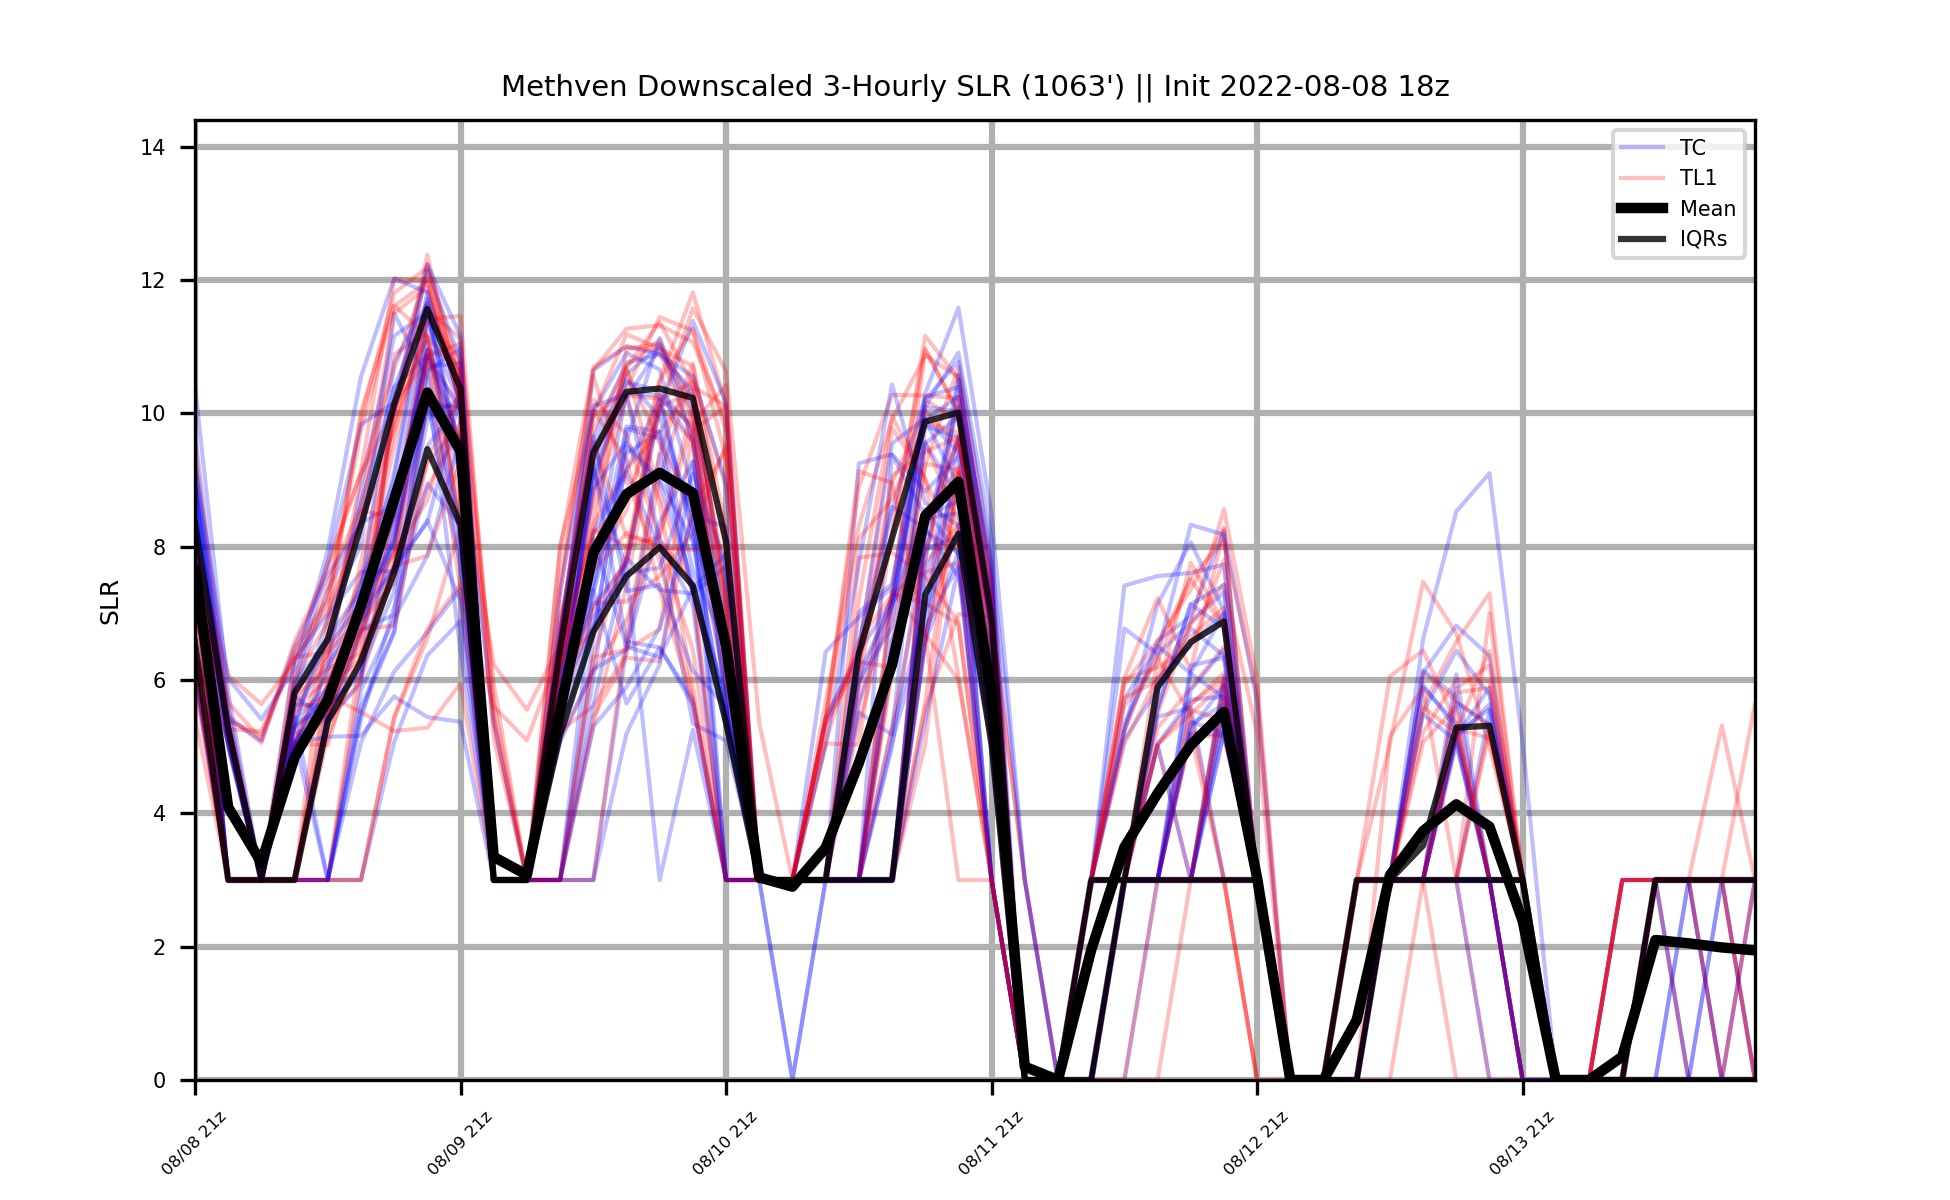 Methven Downscaled 3-Hourly SLR (1063') || Init 2022-08-08 18z
TC
TL1
Mean
IQRs
SLR
14
12
10
8
6
4
2
0
08/08 21z
08/09 21z
08/10 21z
08/11 21z
08/12 21z
08/13 21z